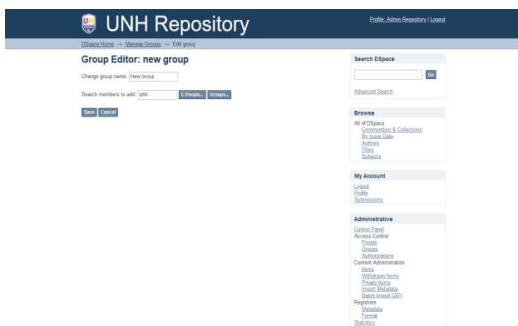 UNH Repository
Profile: Admin Repository | Logout
DSpace Home → Manage Groups → Edit group
Group Editor: new group
Change group name: New Group
Search members to add:
E-People... Groups...
Save Cancel
Search DSpace
Go
Advanced Search
Browse
All of DSpace
Communities & Collections
By Issue Date
Authors
Titles
Subjects
My Account
Logout
Profile
Submissions
Administrative
Control Panel
Access Control
People
Groups
Authorizations
Content Administration
Items
Withdrawn Items
Private Items
Import Metadata
Batch Import (ZIP)
Registries
Metadata
Format
Statistics